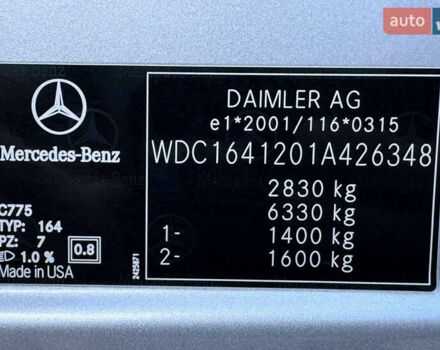 auto
DAIMLER AG
e1*2001/116*0315
Mercedes-Benz
WDC1641201A426348
2830 kg
6330 kg
1- 1400 kg
2- 1600 kg
C775
TYP: 164
PZ: 7
0.8
1.0 %
Made in USA
2425871